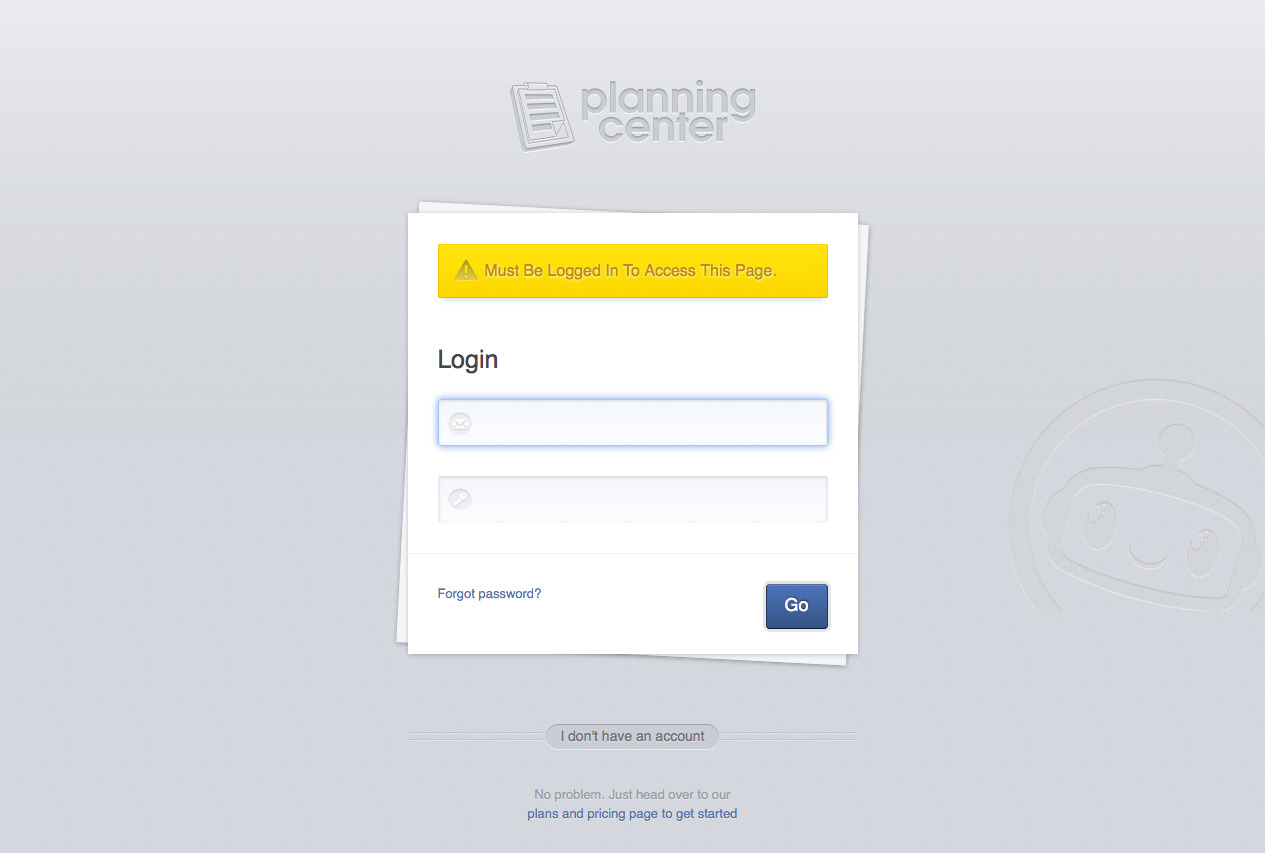 planning
center
Must Be Logged In To Access This Page.
Login
Forgot password?
Go
I don't have an account
No problem. Just head over to our
plans and pricing page to get started